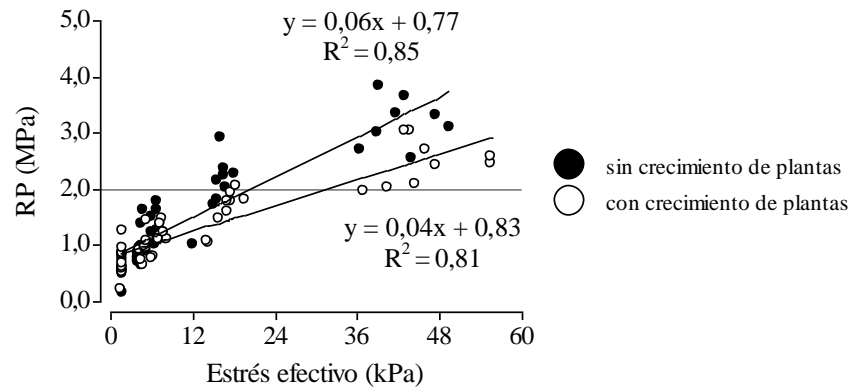 y = 0,06x + 0,77
R² = 0,85
5,0
4,0
3,0
2,0
1,0
0,0
RP (MPa)
y = 0,04x + 0,83
R² = 0,81
0
12
24
36
48
60
Estrés efectivo (kPa)
sin crecimiento de plantas
con crecimiento de plantas